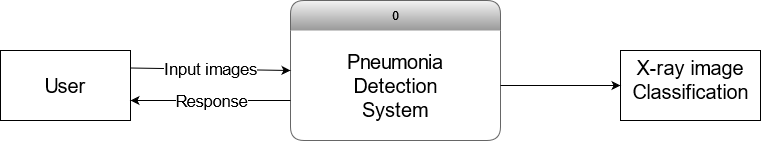 0
User
Input images
Response
Pneumonia
Detection
System
X-ray image
Classification